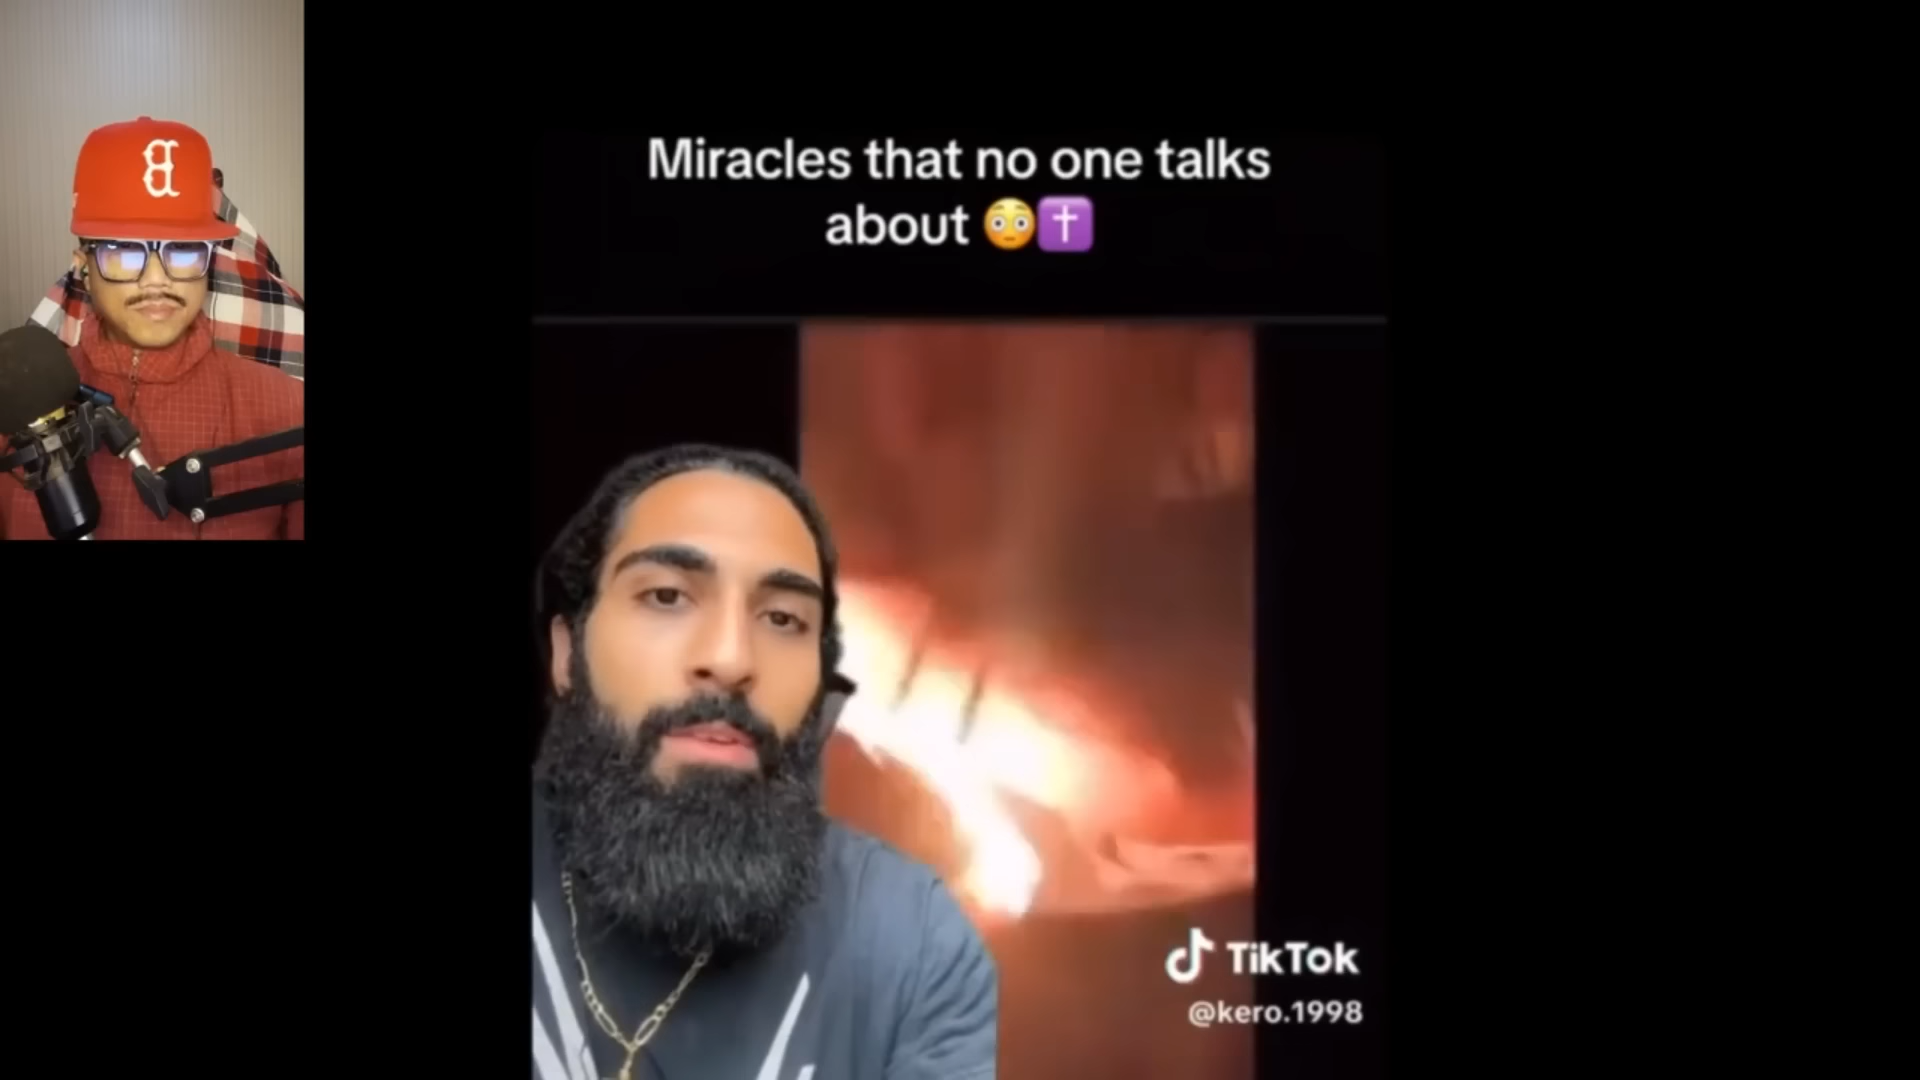 Miracles that no one talks
about 😳✝️
TikTok
@kero.1998